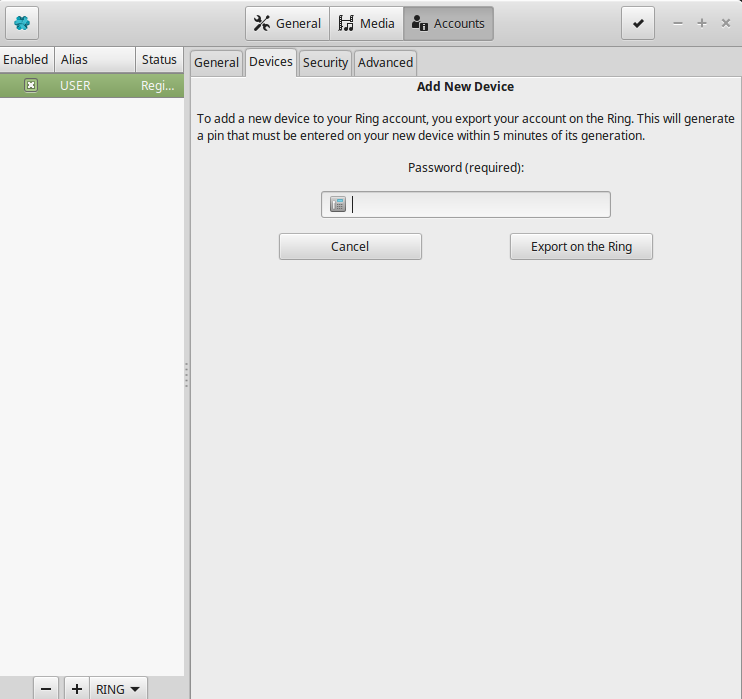 General Media Accounts
Enabled Alias Status
USER Regi...
General Devices Security Advanced
Add New Device
To add a new device to your Ring account, you export your account on the Ring. This will generate
a pin that must be entered on your new device within 5 minutes of its generation.
Password (required):
Cancel Export on the Ring
RING